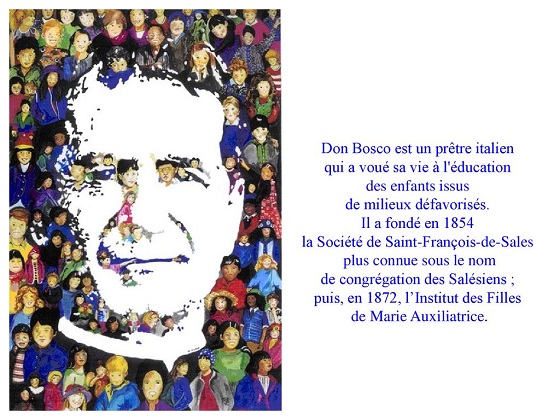 Don Bosco est un prêtre italien
qui a voué sa vie à l'éducation
des enfants issus
de milieux défavorisés.
Il a fondé en 1854
la Société de Saint-François-de-Sales
plus connue sous le nom
de congrégation des Salésiens ;
puis, en 1872, l’Institut des Filles
de Marie Auxiliatrice.